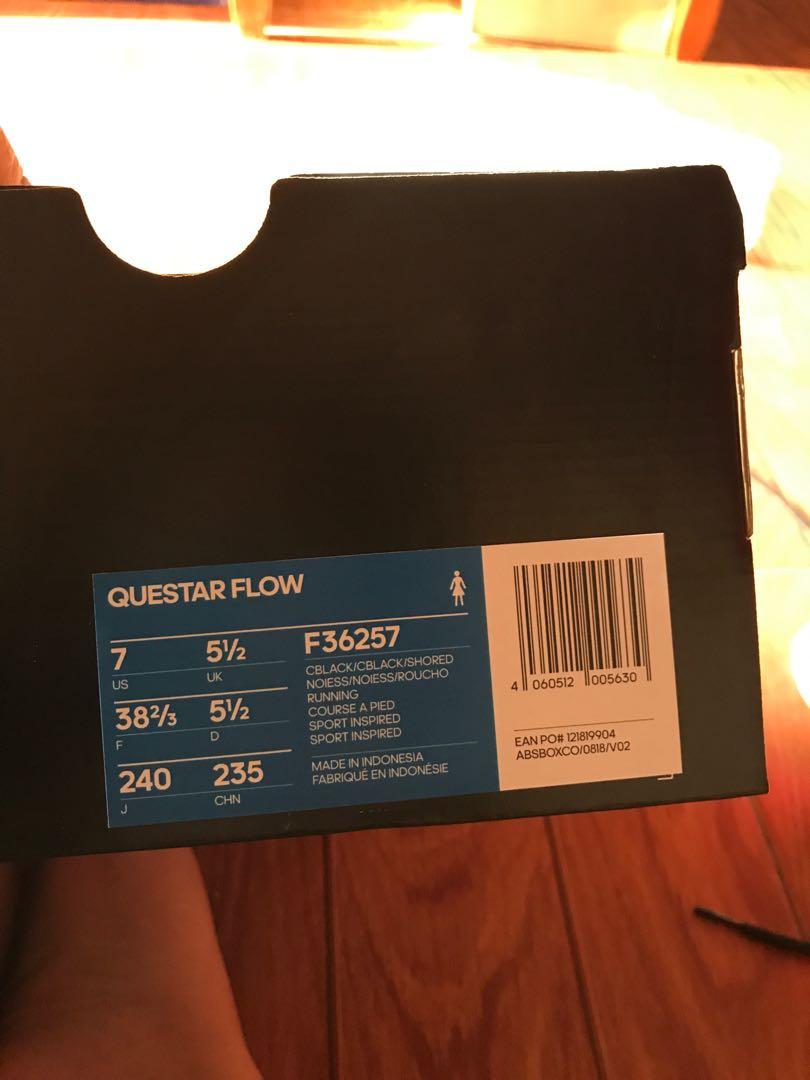 QUESTAR FLOW
7 5½
US UK
38⅔ 5½
F D
240 235
J CHN
F36257
CBLACK/CBLACK/SHORED
NOIESS/NOIESS/ROUCHO
RUNNING
COURSE A PIED
SPORT INSPIRED
SPORT INSPIRED
MADE IN INDONESIA
FABRIQUÉ EN INDONÉSIE
4 060512 005630
EAN PO# 121819904
ABSBOXCO/0818/V02